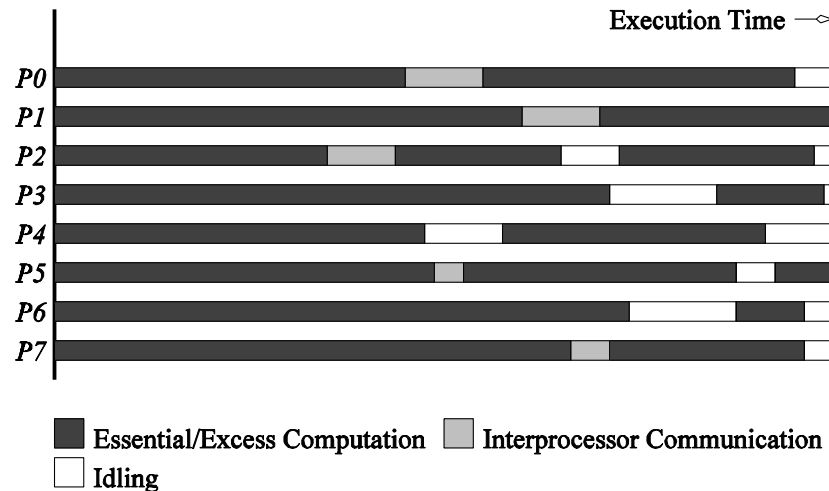 Execution Time
P0
P1
P2
P3
P4
P5
P6
P7
Essential/Excess Computation
Interprocessor Communication
Idling